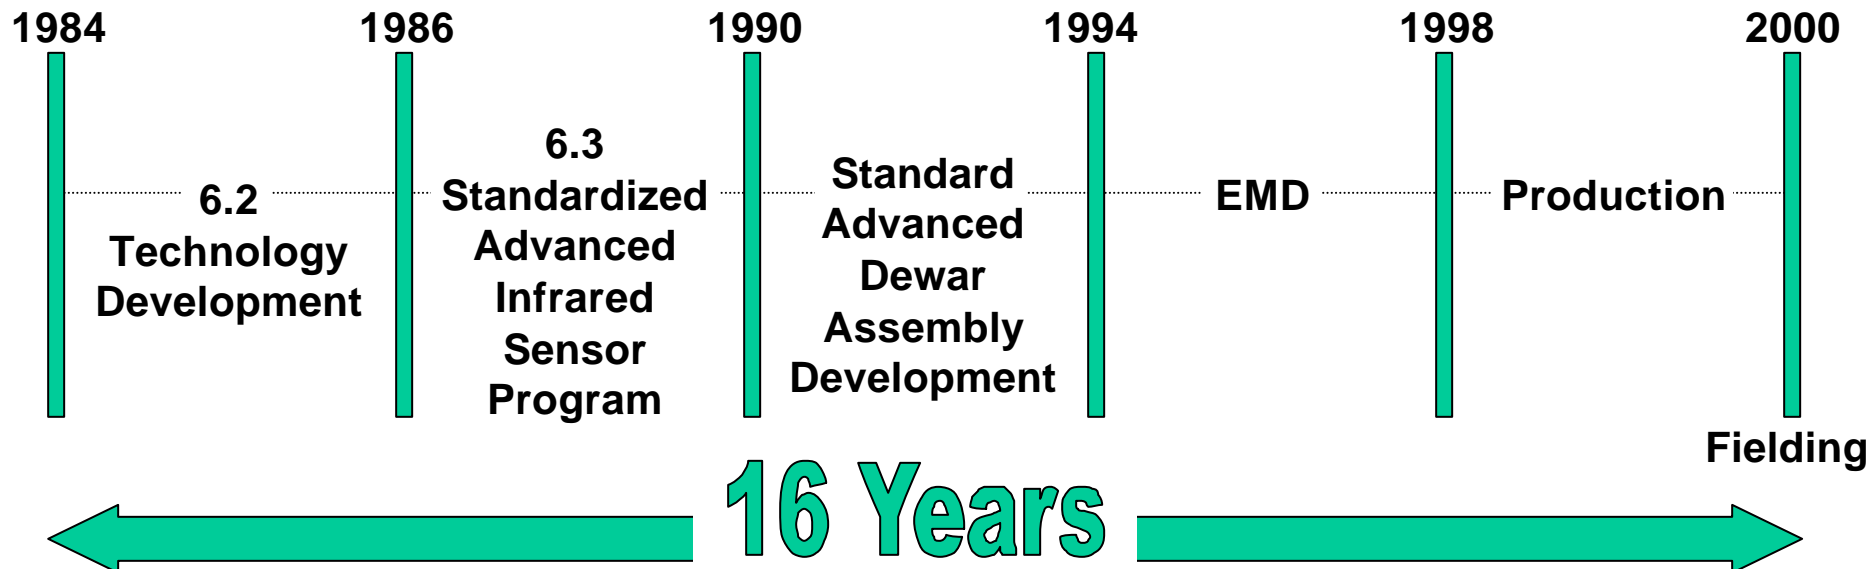 1984 1986 1990 1994 1998 2000
6.2
Technology
Development
6.3
Standardized
Advanced
Infrared
Sensor
Program
Standard
Advanced
Dewar
Assembly
Development
EMD
Production
Fielding
16 Years